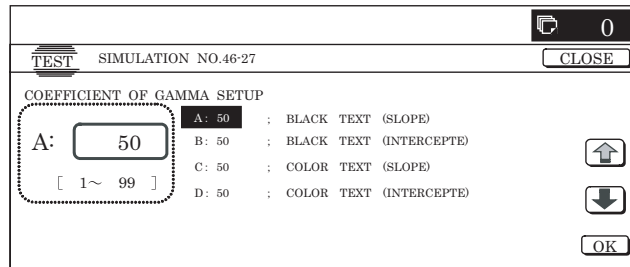 0
TEST SIMULATION NO.46-27 CLOSE
COEFFICIENT OF GAMMA SETUP
A: 50 [ 1～ 99 ]
A: 50 ; BLACK TEXT (SLOPE)
B: 50 ; BLACK TEXT (INTERCEPTE)
C: 50 ; COLOR TEXT (SLOPE)
D: 50 ; COLOR TEXT (INTERCEPTE)
OK